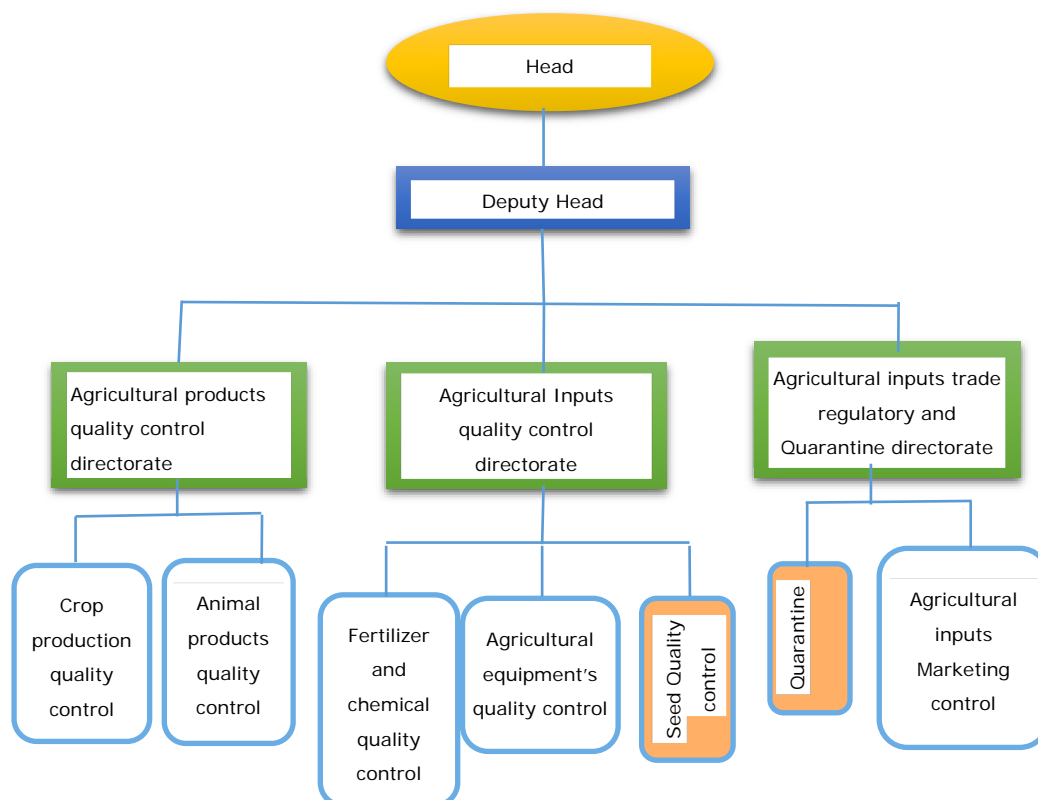 Head
Deputy Head
Agricultural products
quality control
directorate
Agricultural Inputs
quality control
directorate
Agricultural inputs trade
regulatory and
Quarantine directorate
Crop
production
quality
control
Animal
products
quality
control
Fertilizer
and
chemical
quality
control
Agricultural
equipment's
quality control
Seed Quality
control
Quarantine
Agricultural
inputs
Marketing
control